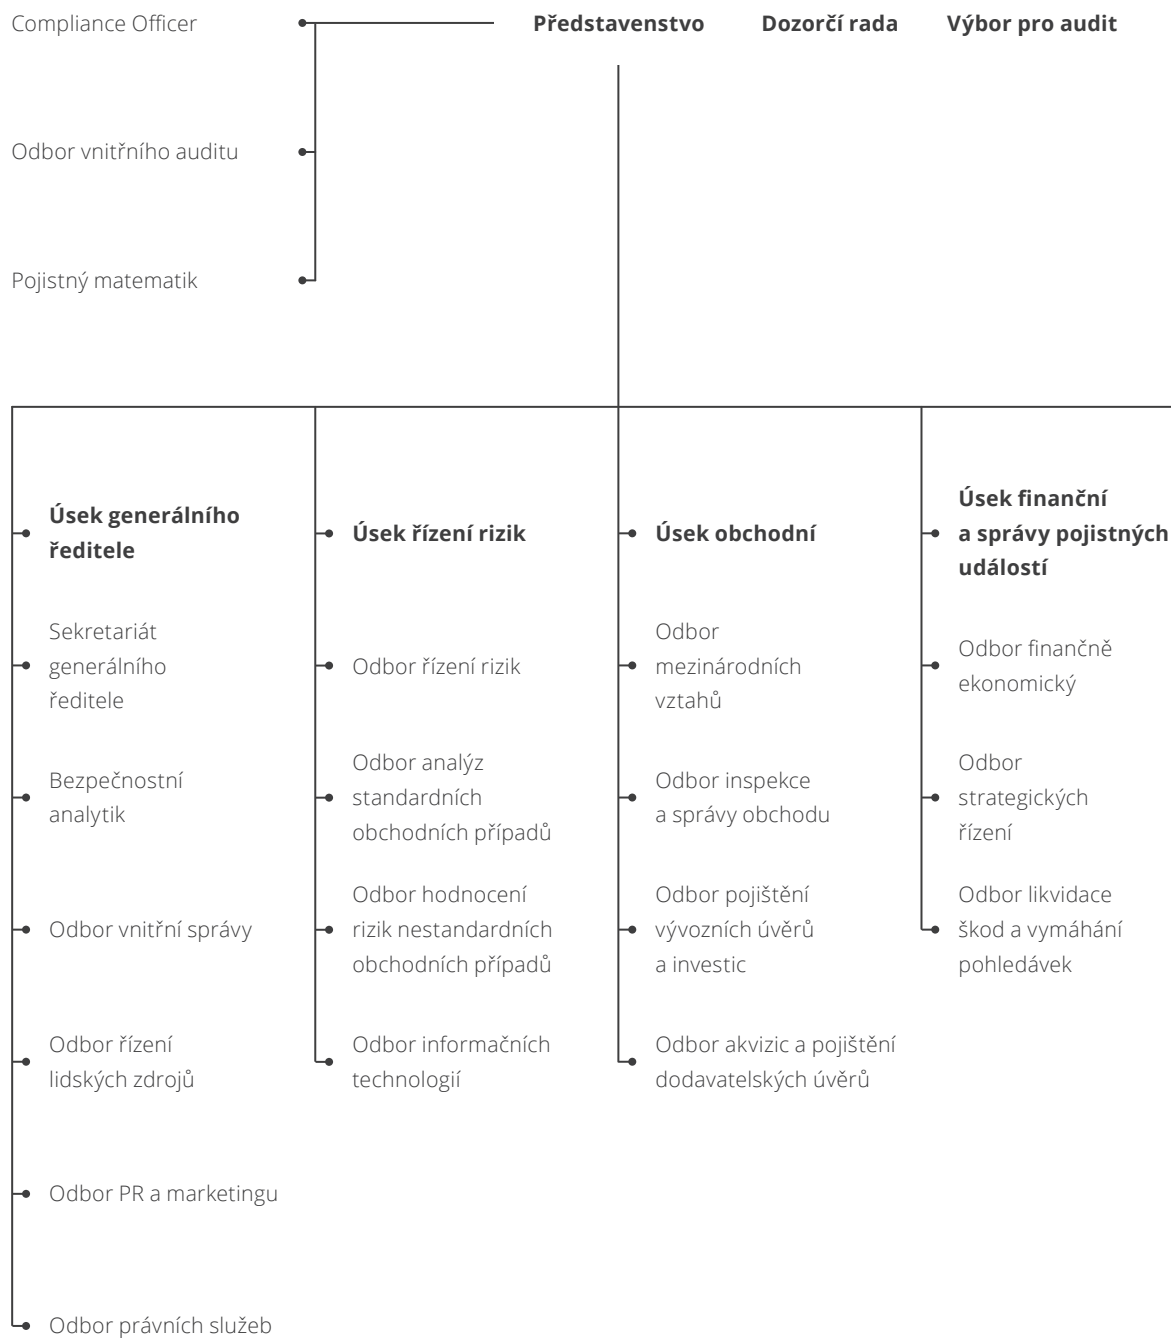 Compliance Officer
Představenstvo
Dozorčí rada
Výbor pro audit
Odbor vnitřního auditu
Pojistný matematik
Úsek generálního
ředitele
Sekretariát
generálního
ředitele
Bezpečnostní
analytik
Odbor vnitřní správy
Odbor řízení
lidských zdrojů
Odbor PR a marketingu
Odbor právních služeb
Úsek řízení rizik
Odbor řízení rizik
Odbor analýz
standardních
obchodních případů
Odbor hodnocení
rizik nestandardních
obchodních případů
Odbor informačních
technologií
Úsek obchodní
Odbor
mezinárodních
vztahů
Odbor inspekce
a správy obchodu
Odbor pojištění
vývozních úvěrů
a investic
Odbor akvizic a pojištění
dodavatelských úvěrů
Úsek finanční
a správy pojistných
událostí
Odbor finančně
ekonomický
Odbor
strategických
řízení
Odbor likvidace
škod a vymáhání
pohledávek